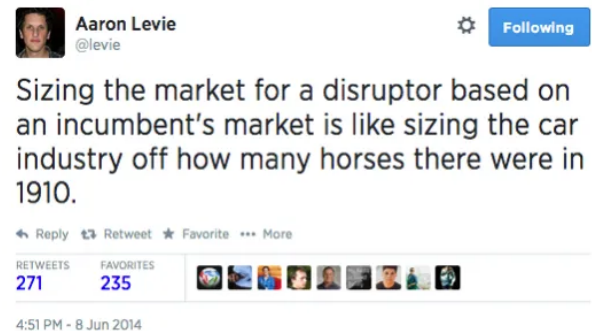 Aaron Levie
@levie
Following
Sizing the market for a disruptor based on
an incumbent's market is like sizing the car
industry off how many horses there were in
1910.
Reply Retweet Favorite More
RETWEETS FAVORITES
271 235
4:51 PM - 8 Jun 2014